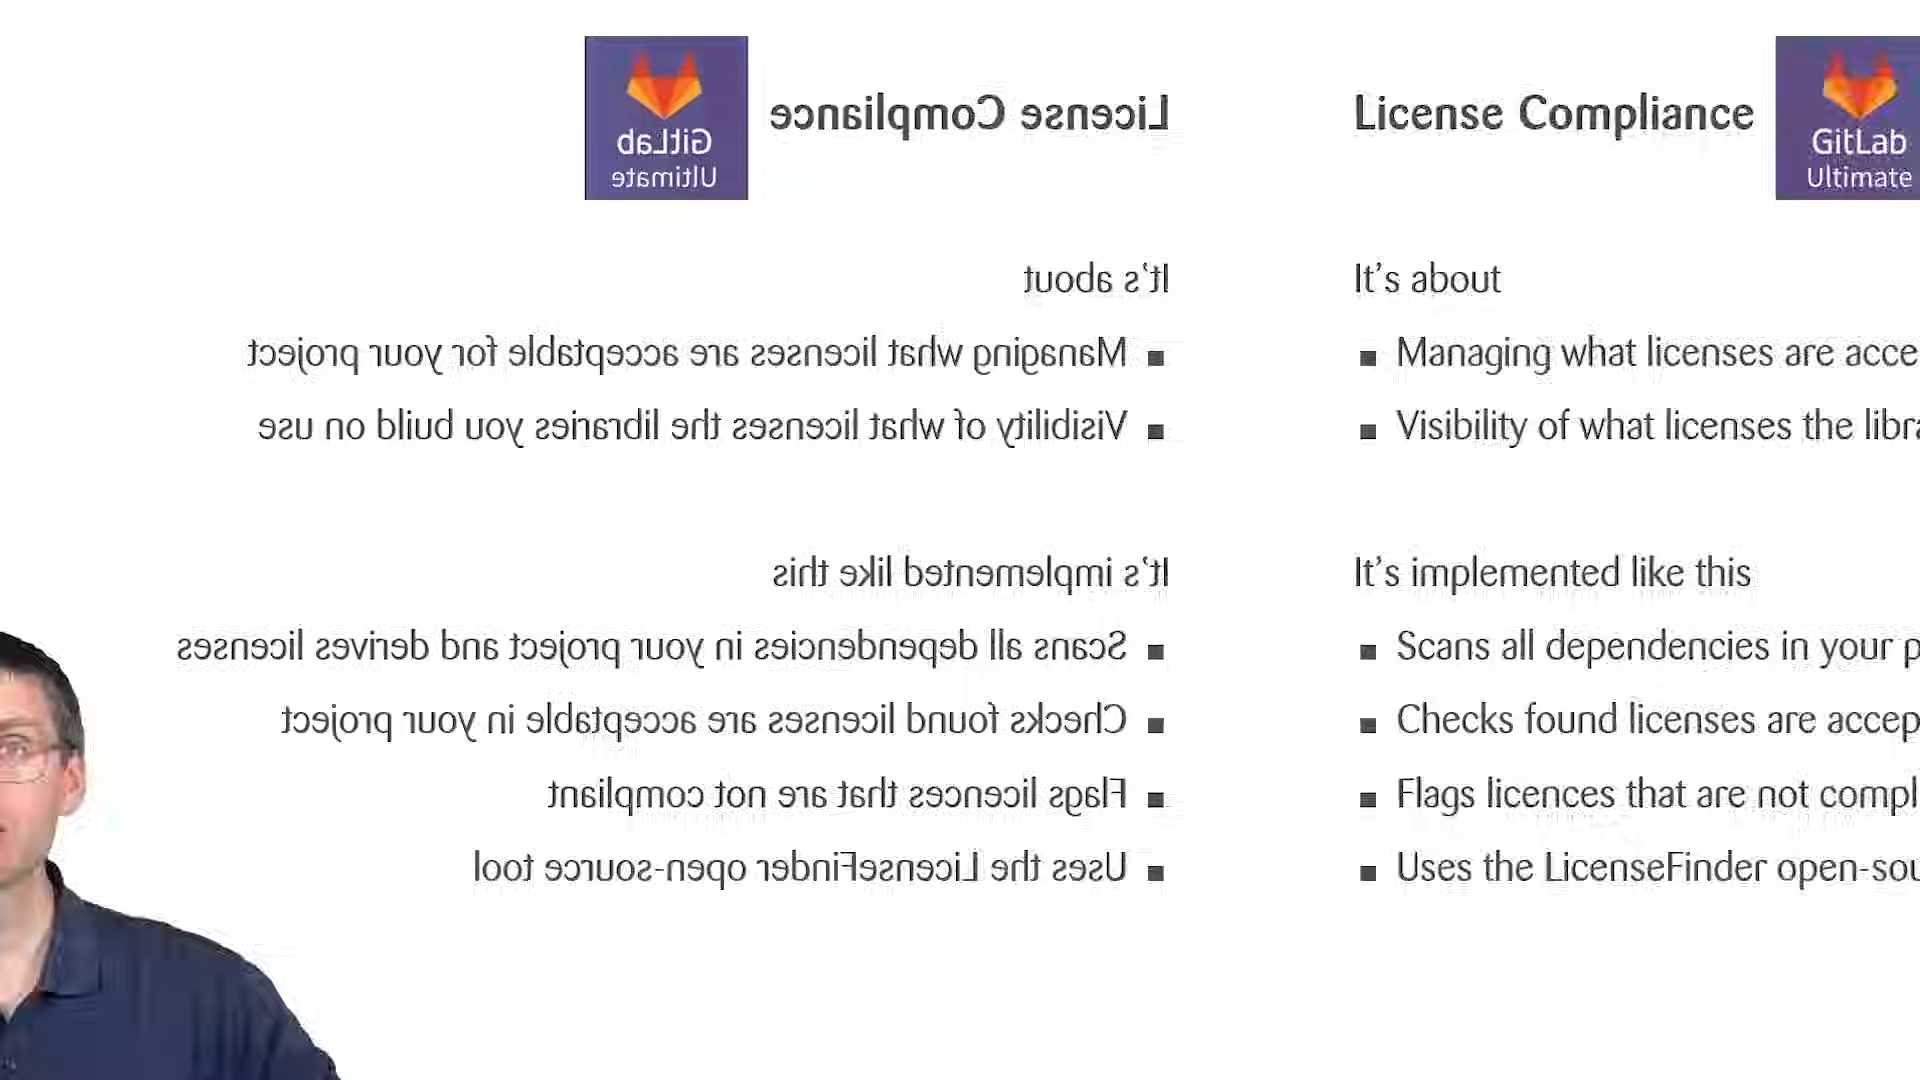 License Compliance
GitLab
Ultimate
It's about
▪ Managing what licenses are acceptable for your project
▪ Visibility of what licenses the libraries you build on use
It's implemented like this
▪ Scans all dependencies in your project and derives licenses
▪ Checks found licenses are acceptable in your project
▪ Flags licences that are not compliant
▪ Uses the LicenseFinder open-source tool
License Compliance
GitLab
Ultimate
It's about
▪ Managing what licenses are acce
▪ Visibility of what licenses the libra
It's implemented like this
▪ Scans all dependencies in your p
▪ Checks found licenses are accep
▪ Flags licences that are not compl
▪ Uses the LicenseFinder open-sou